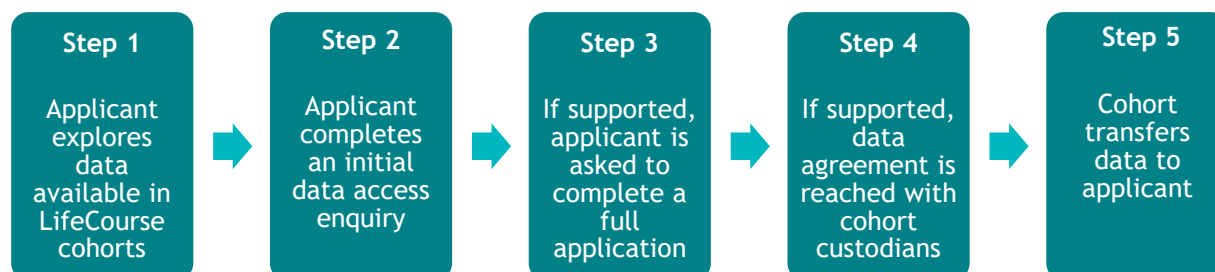 Step 1
Applicant
explores
data
available in
LifeCourse
cohorts
Step 2
Applicant
completes
an initial
data access
enquiry
Step 3
If supported,
applicant is
asked to
complete a
full
application
Step 4
If supported,
data
agreement is
reached with
cohort
custodians
Step 5
Cohort
transfers
data to
applicant